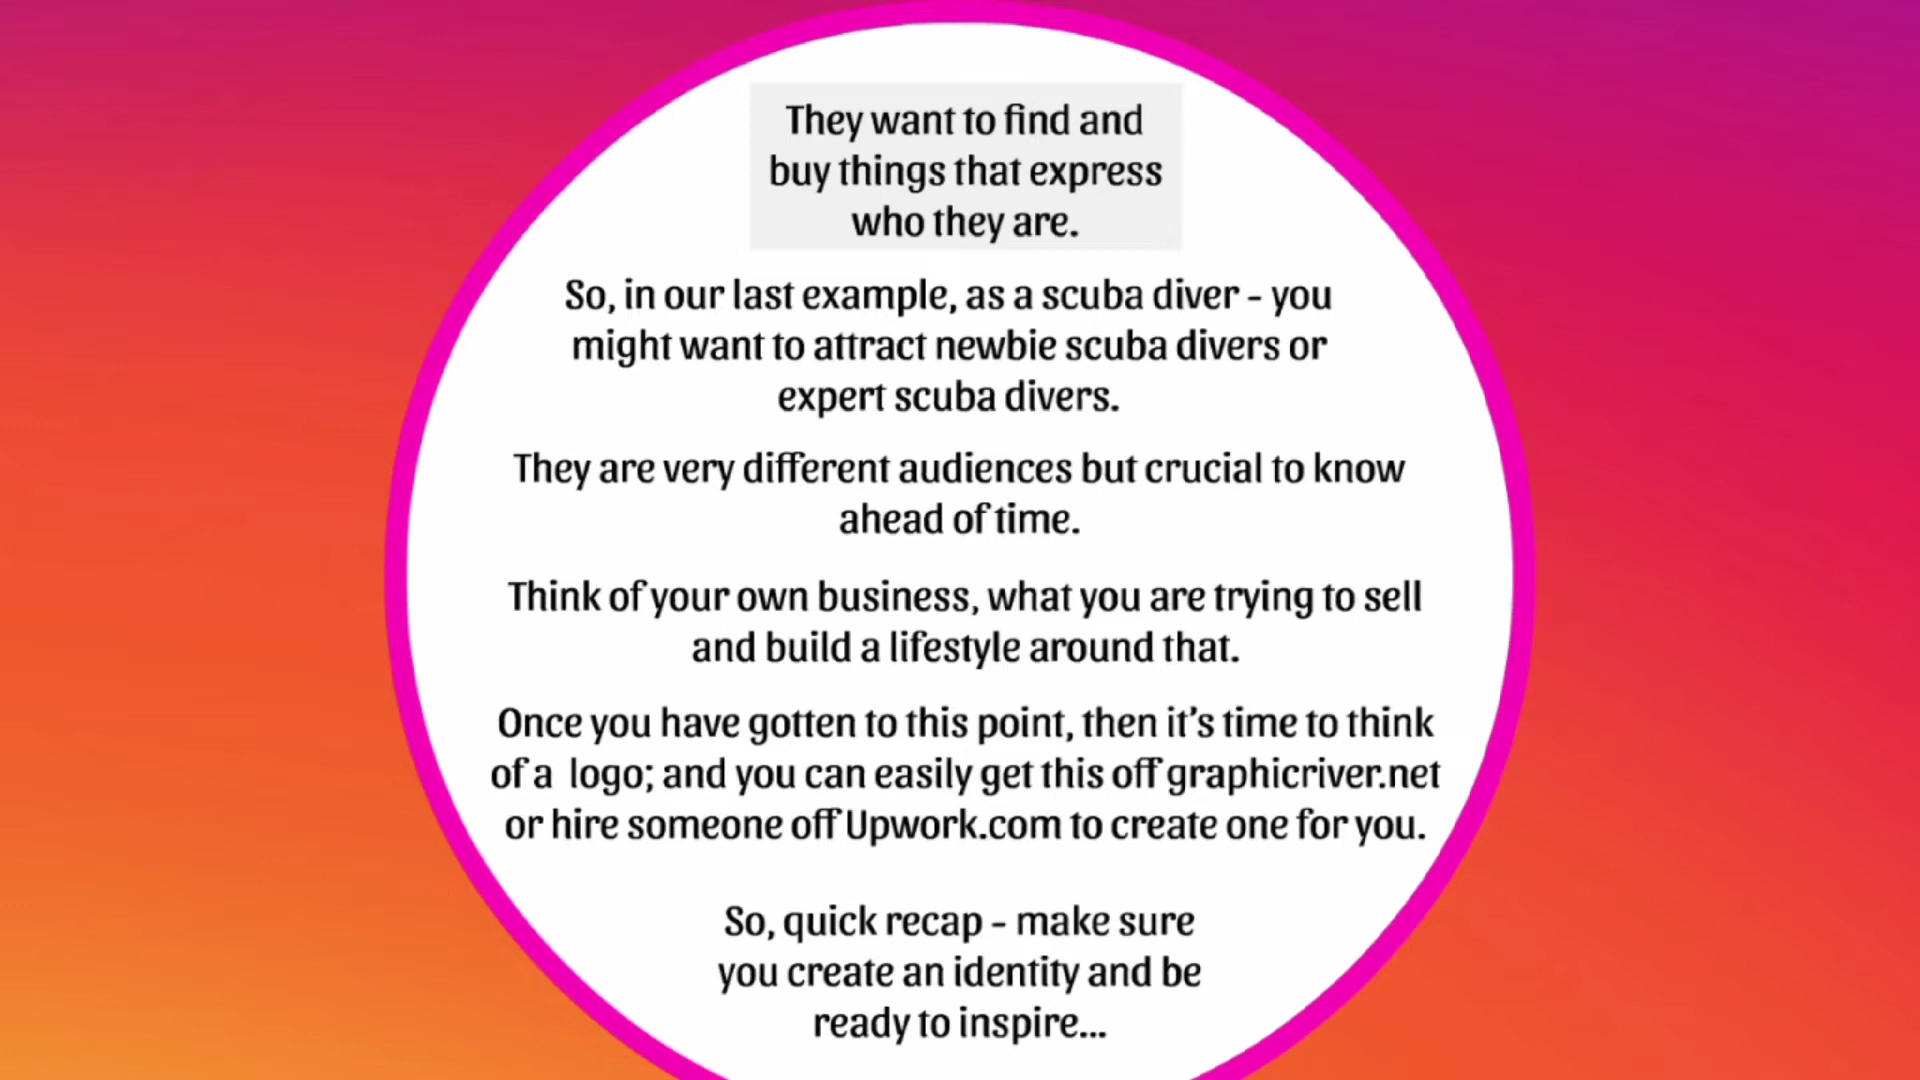 They want to find and
buy things that express
who they are.
So, in our last example, as a scuba diver - you
might want to attract newbie scuba divers or
expert scuba divers.
They are very different audiences but crucial to know
ahead of time.
Think of your own business, what you are trying to sell
and build a lifestyle around that.
Once you have gotten to this point, then it’s time to think
of a  logo; and you can easily get this off graphicriver.net
or hire someone off Upwork.com to create one for you.
So, quick recap - make sure
you create an identity and be
ready to inspire...